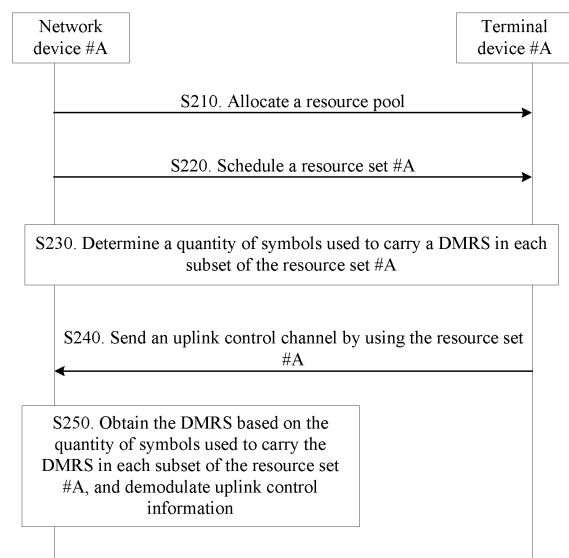 Network
device #A
Terminal
device #A
S210. Allocate a resource pool
S220. Schedule a resource set #A
S230. Determine a quantity of symbols used to carry a DMRS in each
subset of the resource set #A
S240. Send an uplink control channel by using the resource set
#A
S250. Obtain the DMRS based on the
quantity of symbols used to carry the
DMRS in each subset of the resource set
#A, and demodulate uplink control
information